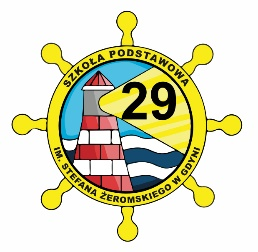 SZKOŁA PODSTAWOWA
29
IM. STEFANA ŻEROMSKIEGO W GDYNI